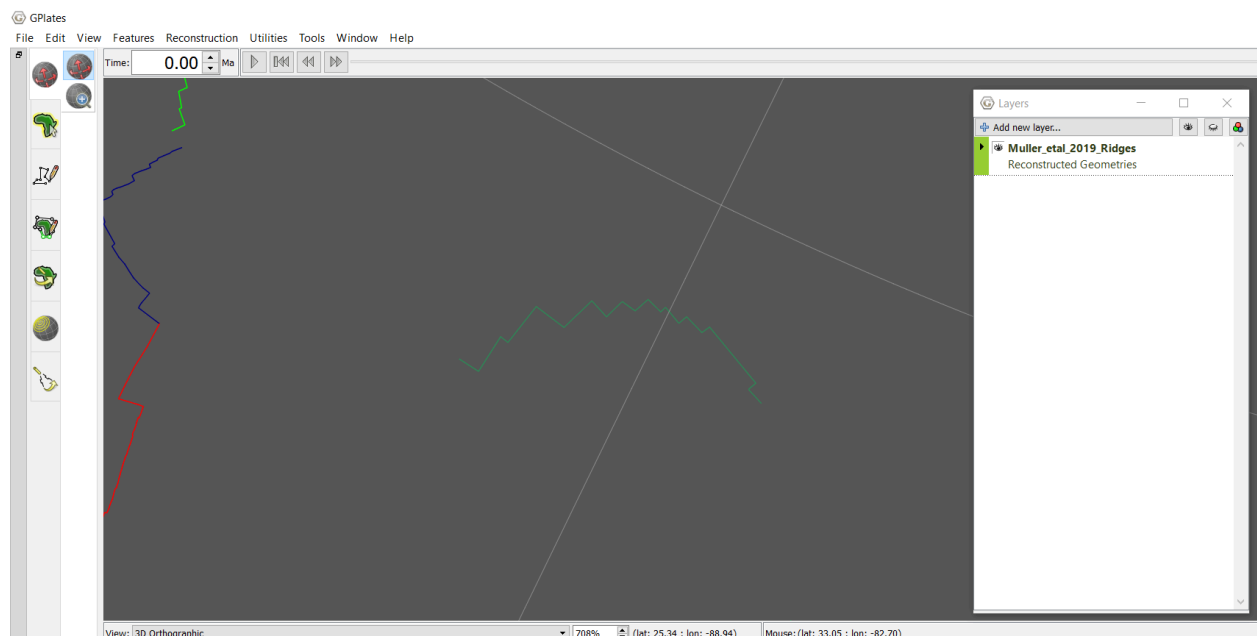 GPlates
File Edit View Features Reconstruction Utilities Tools Window Help
Time: 0.00 Ma
Layers
Add new layer...
Muller_etal_2019_Ridges
Reconstructed Geometries
View: 3D Orthographic 708% (lat: 25.34 ; lon: -88.94) Mouse: (lat: 33.05 ; lon: -82.70)